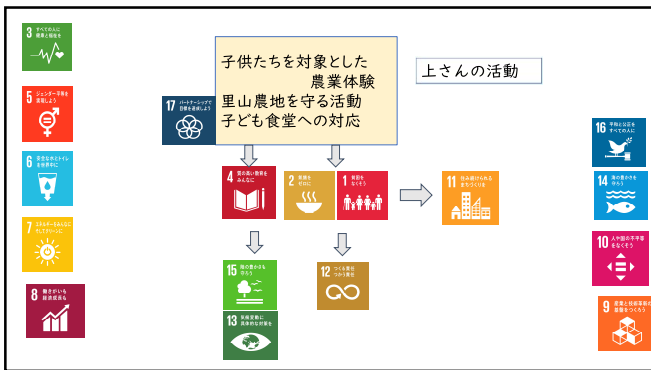 3 すべての人に
健康と福祉を
5 ジェンダー平等を
実現しよう
6 安全な水とトイレ
を世界中に
7 エネルギーをみんなに
そしてクリーンに
8 働きがいも
経済成長も
17 パートナーシップで
目標を達成しよう
子供たちを対象とした
農業体験
里山農地を守る活動
子ども食堂への対応
上さんの活動
4 質の高い教育を
みんなに
2 飢餓を
ゼロに
1 貧困を
なくそう
11 住み続けられる
まちづくりを
15 陸の豊かさも
守ろう
13 気候変動に
具体的な対策を
12 つくる責任
つかう責任
16 平和と公正を
すべての人に
14 海の豊かさを
守ろう
10 人や国の不平等
をなくそう
9 産業と技術革新の
基盤をつくろう